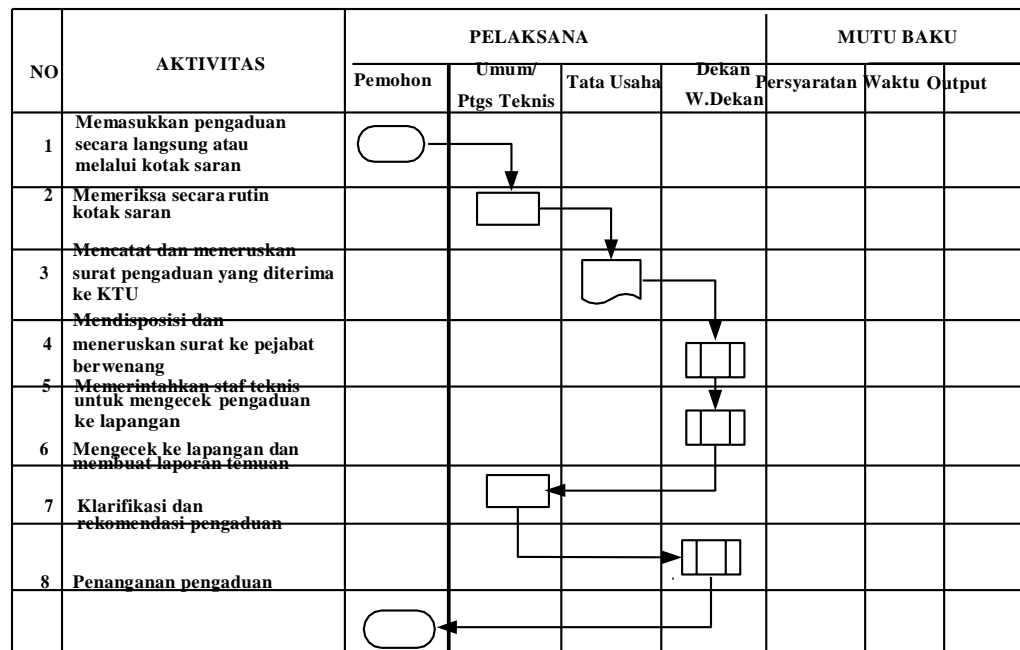 NO
AKTIVITAS
PELAKSANA
MUTU BAKU
Pemohon
Umum/
Ptgs Teknis
Tata Usaha
Dekan
W.Dekan
Persyaratan
Waktu
Output
1
Memasukkan pengaduan
secara langsung atau
melalui kotak saran
2
Memeriksa secara rutin
kotak saran
3
Mencatat dan meneruskan
surat pengaduan yang diterima
ke KTU
4
Mendisposisi dan
meneruskan surat ke pejabat
berwenang
5
Memerintahkan staf teknis
untuk mengecek pengaduan
ke lapangan
6
Mengecek ke lapangan dan
membuat laporan temuan
7
Klarifikasi dan
rekomendasi pengaduan
8
Penanganan pengaduan